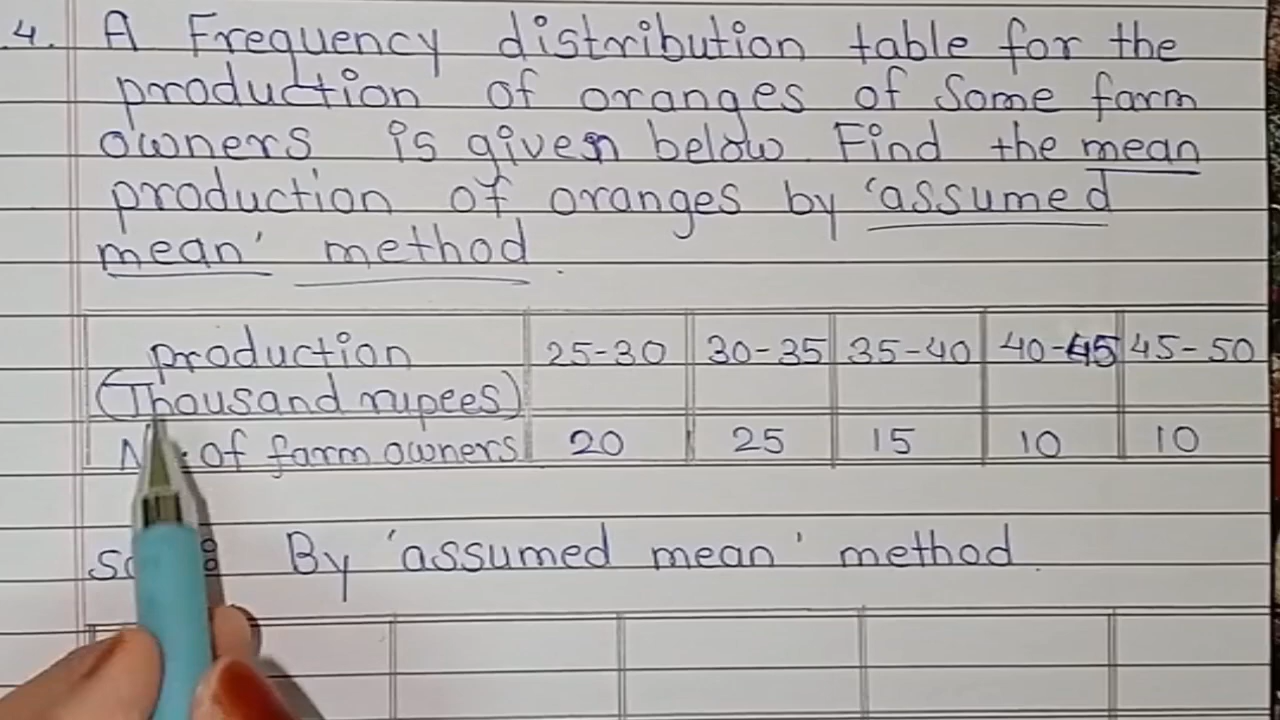 4. A Frequency distribution table for the
production of oranges of Some farm
owners is given below. Find the mean
production of oranges by 'assumed
mean' method.
production 25-30 30-35 35-40 40-45 45-50
(Thousand rupees)
of farm owners 20 25 15 10 10
By 'assumed mean' method.